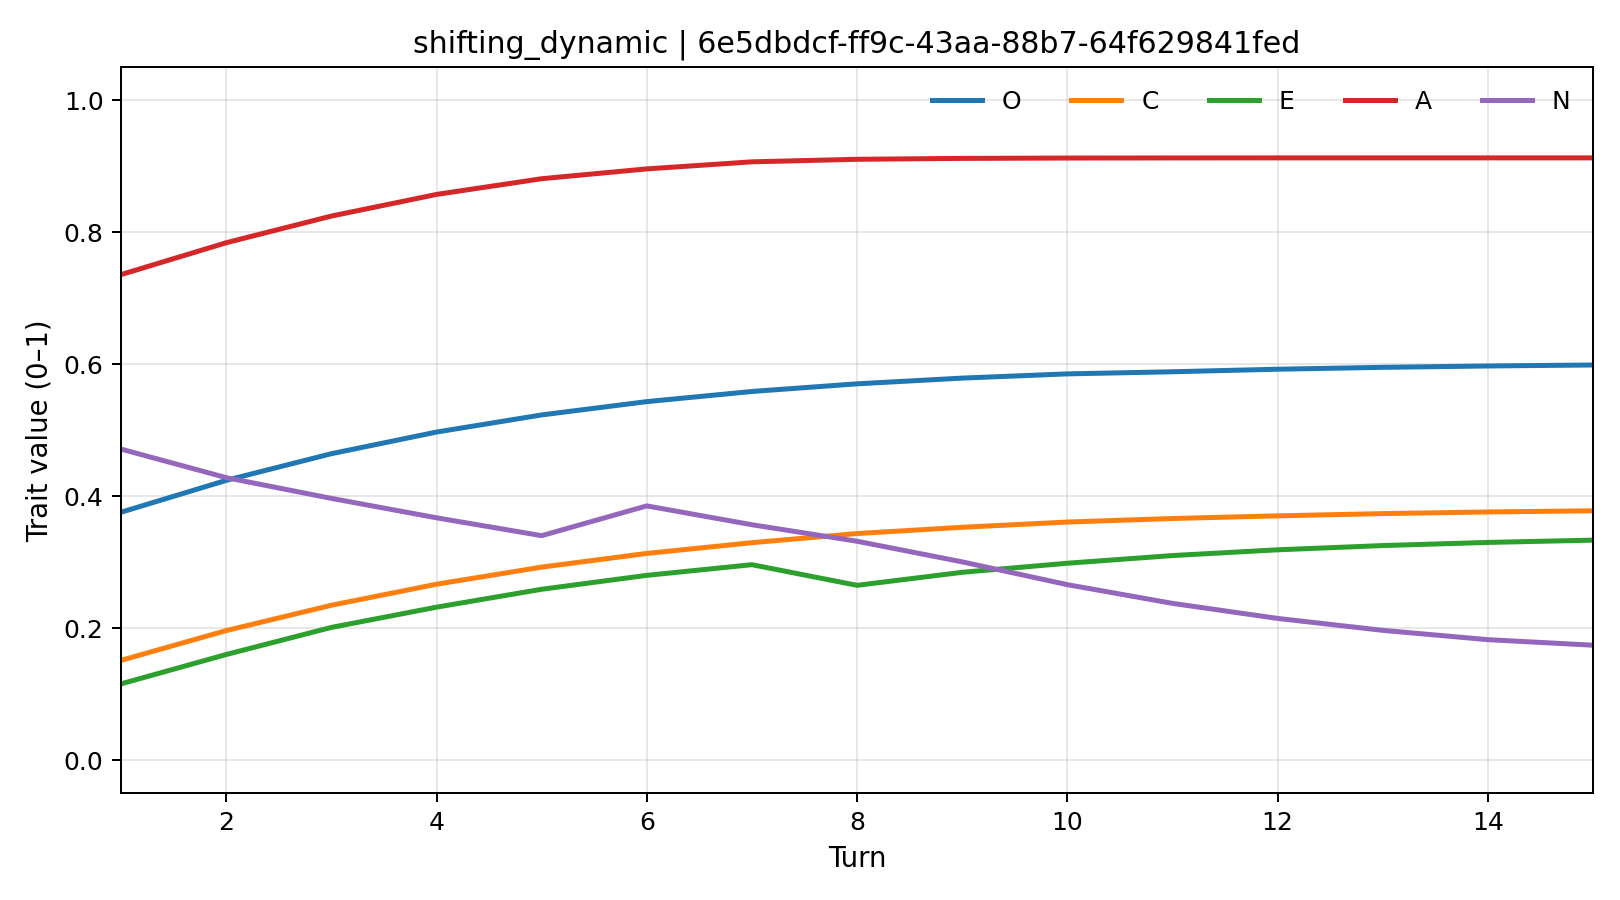 shifting_dynamic | 6e5dbdcf-ff9c-43aa-88b7-64f629841fed
O C E A N
1.0
0.8
0.6
0.4
0.2
0.0
Trait value (0–1)
2 4 6 8 10 12 14
Turn